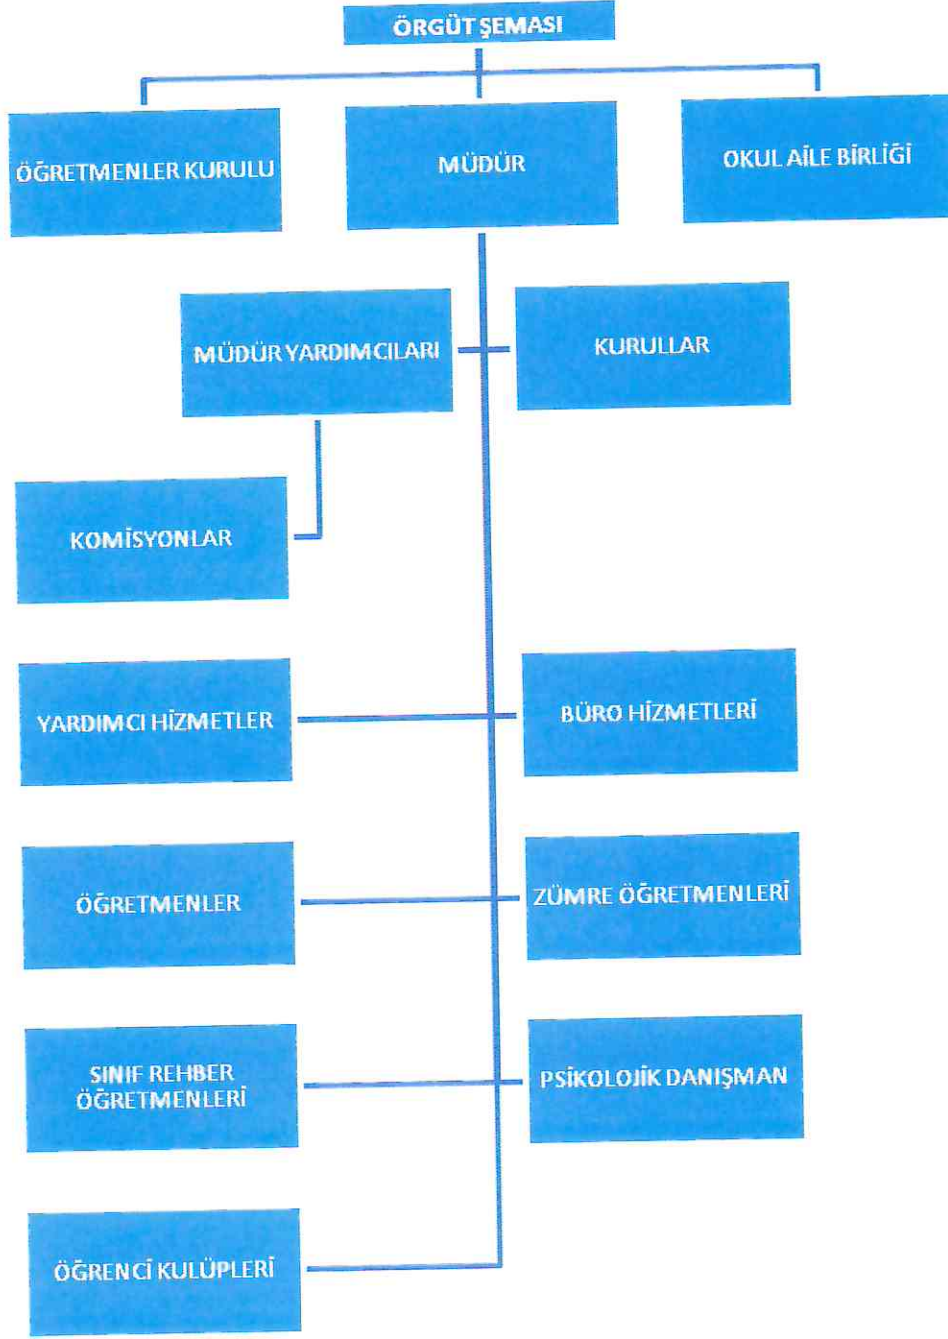 ÖRGÜT ŞEMASI
ÖĞRETMENLER KURULU
MÜDÜR
OKUL AİLE BİRLİĞİ
MÜDÜR YARDIMCILARI
KURULLAR
KOMİSYONLAR
YARDIMCI HİZMETLER
BÜRO HİZMETLERİ
ÖĞRETMENLER
ZÜMRE ÖĞRETMENLERİ
SINIF REHBER
ÖĞRETMENLERİ
PSİKOLOJİK DANIŞMAN
ÖĞRENCİ KULÜPLERİ